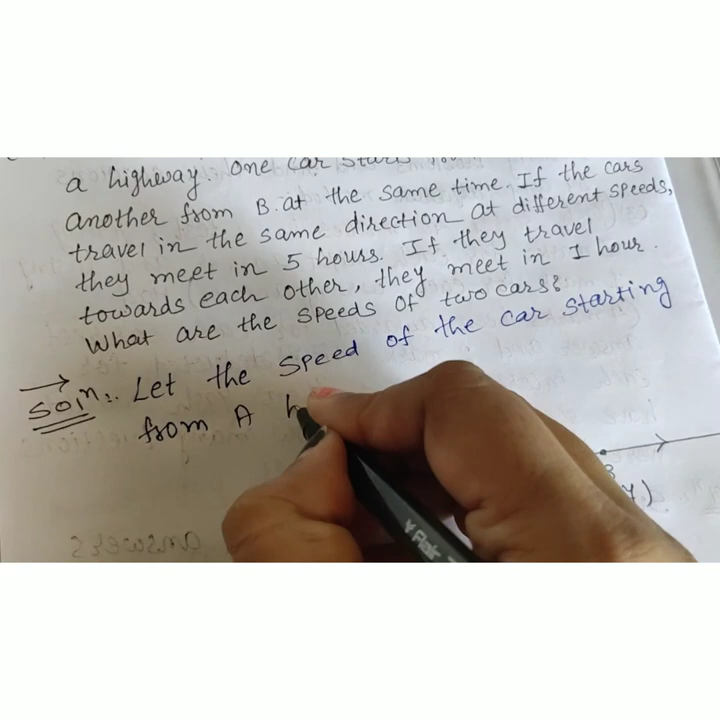 a highway one car starts
another from B. at the same time. If the cars
travel in the same direction at different speeds,
they meet in 5 hours. If they travel
towards each other, they meet in 1 hour.
What are the speeds of two cars?
Soln:. Let the speed of the car starting
from A